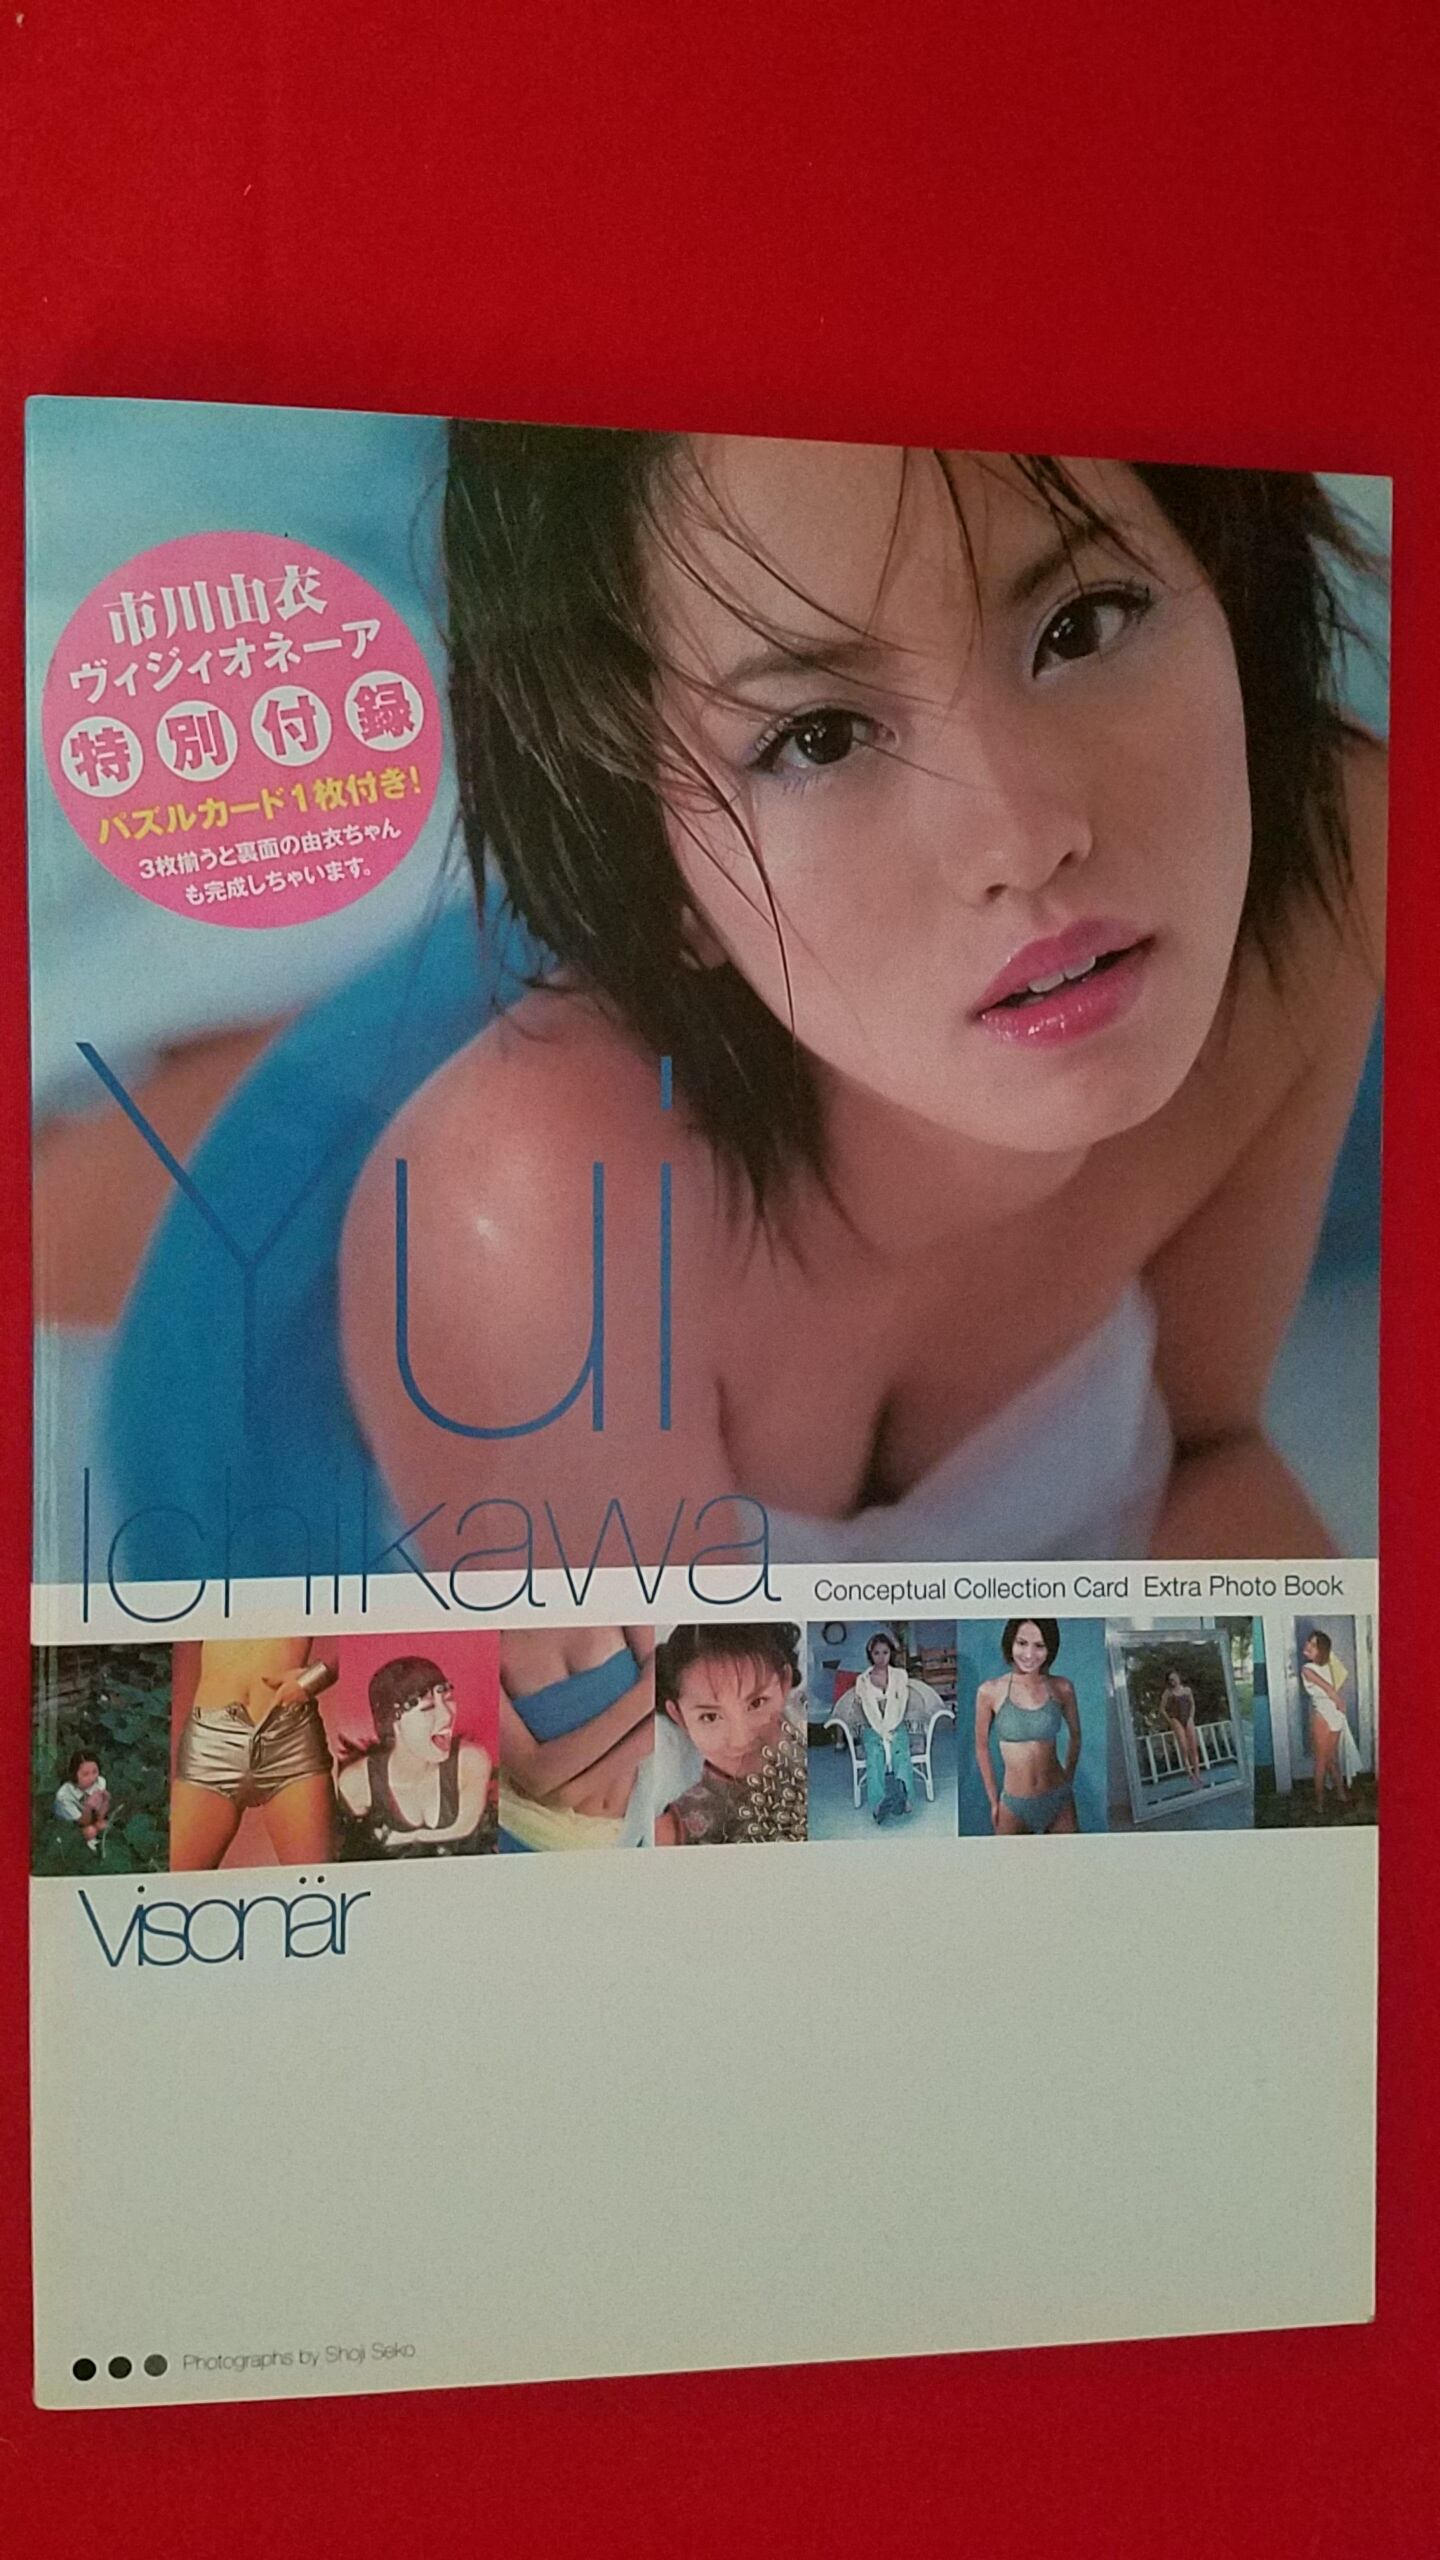 市川由衣
ヴィジィオネーア
特別付録
パズルカード1枚付き!
3枚揃うと裏面の由衣ちゃん
も完成しちゃいます。
Yui
Ichikawa
Conceptual Collection Card Extra Photo Book
Visonär
Photographs by Shoji Seko